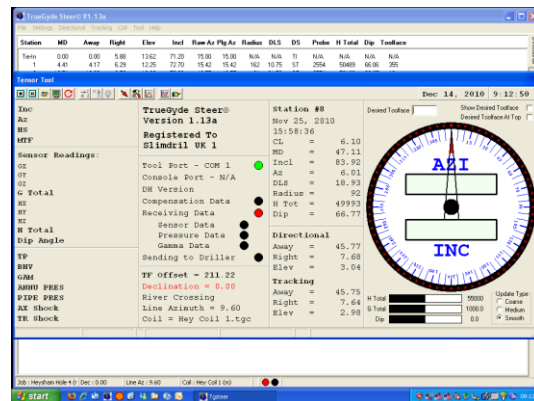 TrueGyde Steer© V1.13a
File Settings Directional Tracking Coil Tool Help
Station MD Away Right Elev Incl Raw Az Plg Az Radius DLS DS Probe H Total Dip Toolface
Tie-In 0.00 0.00 5.88 13.62 71.20 15.00 15.00 N/A N/A TI N/A N/A N/A N/A
1 4.41 4.17 6.29 12.25 72.70 15.42 15.42 162 10.75 ST 2554 50489 66.06 355
Tensor Tool
Dec 14, 2010 9:12:50
Inc
Az
HS
MTF
Sensor Readings:
GX
GY
GZ
G Total
HX
HY
HZ
H Total
Dip Angle
TP
BHV
GAM
ANNU PRES
PIPE PRES
AX Shock
TR Shock
TrueGyde Steer©
Version 1.13a
Registered To
Slimdril UK 1
Tool Port - COM 1
Console Port - N/A
DH Version
Compensation Data
Receiving Data
Sensor Data
Pressure Data
Gamma Data
Sending to Driller
TF Offset = 211.22
Declination = 0.00
River Crossing
Line Azimuth = 9.60
Coil = Hey Coil 1.tgc
Station #8
Nov 25, 2010
15:58:36
CL = 6.10
MD = 47.11
Incl = 83.92
Az = 6.01
DLS = 18.93
Radius = 92
H Tot = 49993
Dip = 66.77
Directional
Away = 45.77
Right = 7.68
Elev = 3.04
Tracking
Away = 45.75
Right = 7.64
Elev = 2.98
Desired Toolface
Show Desired Toolface
Desired Toolface At Top
AZI
INC
H Total 55000
G Total 1000.0
Dip 0.0
Update Type
Coarse
Medium
Smooth
Job : Heysham Hole 4 Dec : 0.00 Line Az : 9.60 Coil : Hey Coil 1 (m)
start
Tgsteer